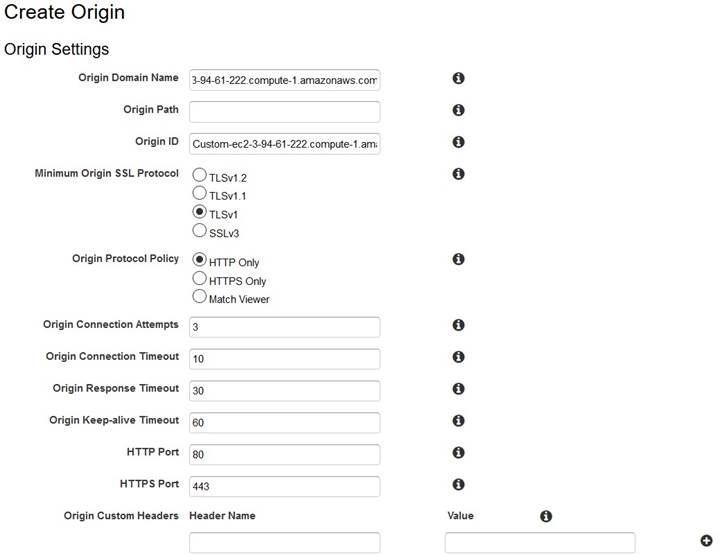 Create Origin
Origin Settings
Origin Domain Name 3-94-61-222.compute-1.amazonaws.com
Origin Path
Origin ID Custom-ec2-3-94-61-222.compute-1.ama
Minimum Origin SSL Protocol TLSv1.2
TLSv1.1
TLSv1
SSLv3
Origin Protocol Policy HTTP Only
HTTPS Only
Match Viewer
Origin Connection Attempts 3
Origin Connection Timeout 10
Origin Response Timeout 30
Origin Keep-alive Timeout 60
HTTP Port 80
HTTPS Port 443
Origin Custom Headers Header Name Value